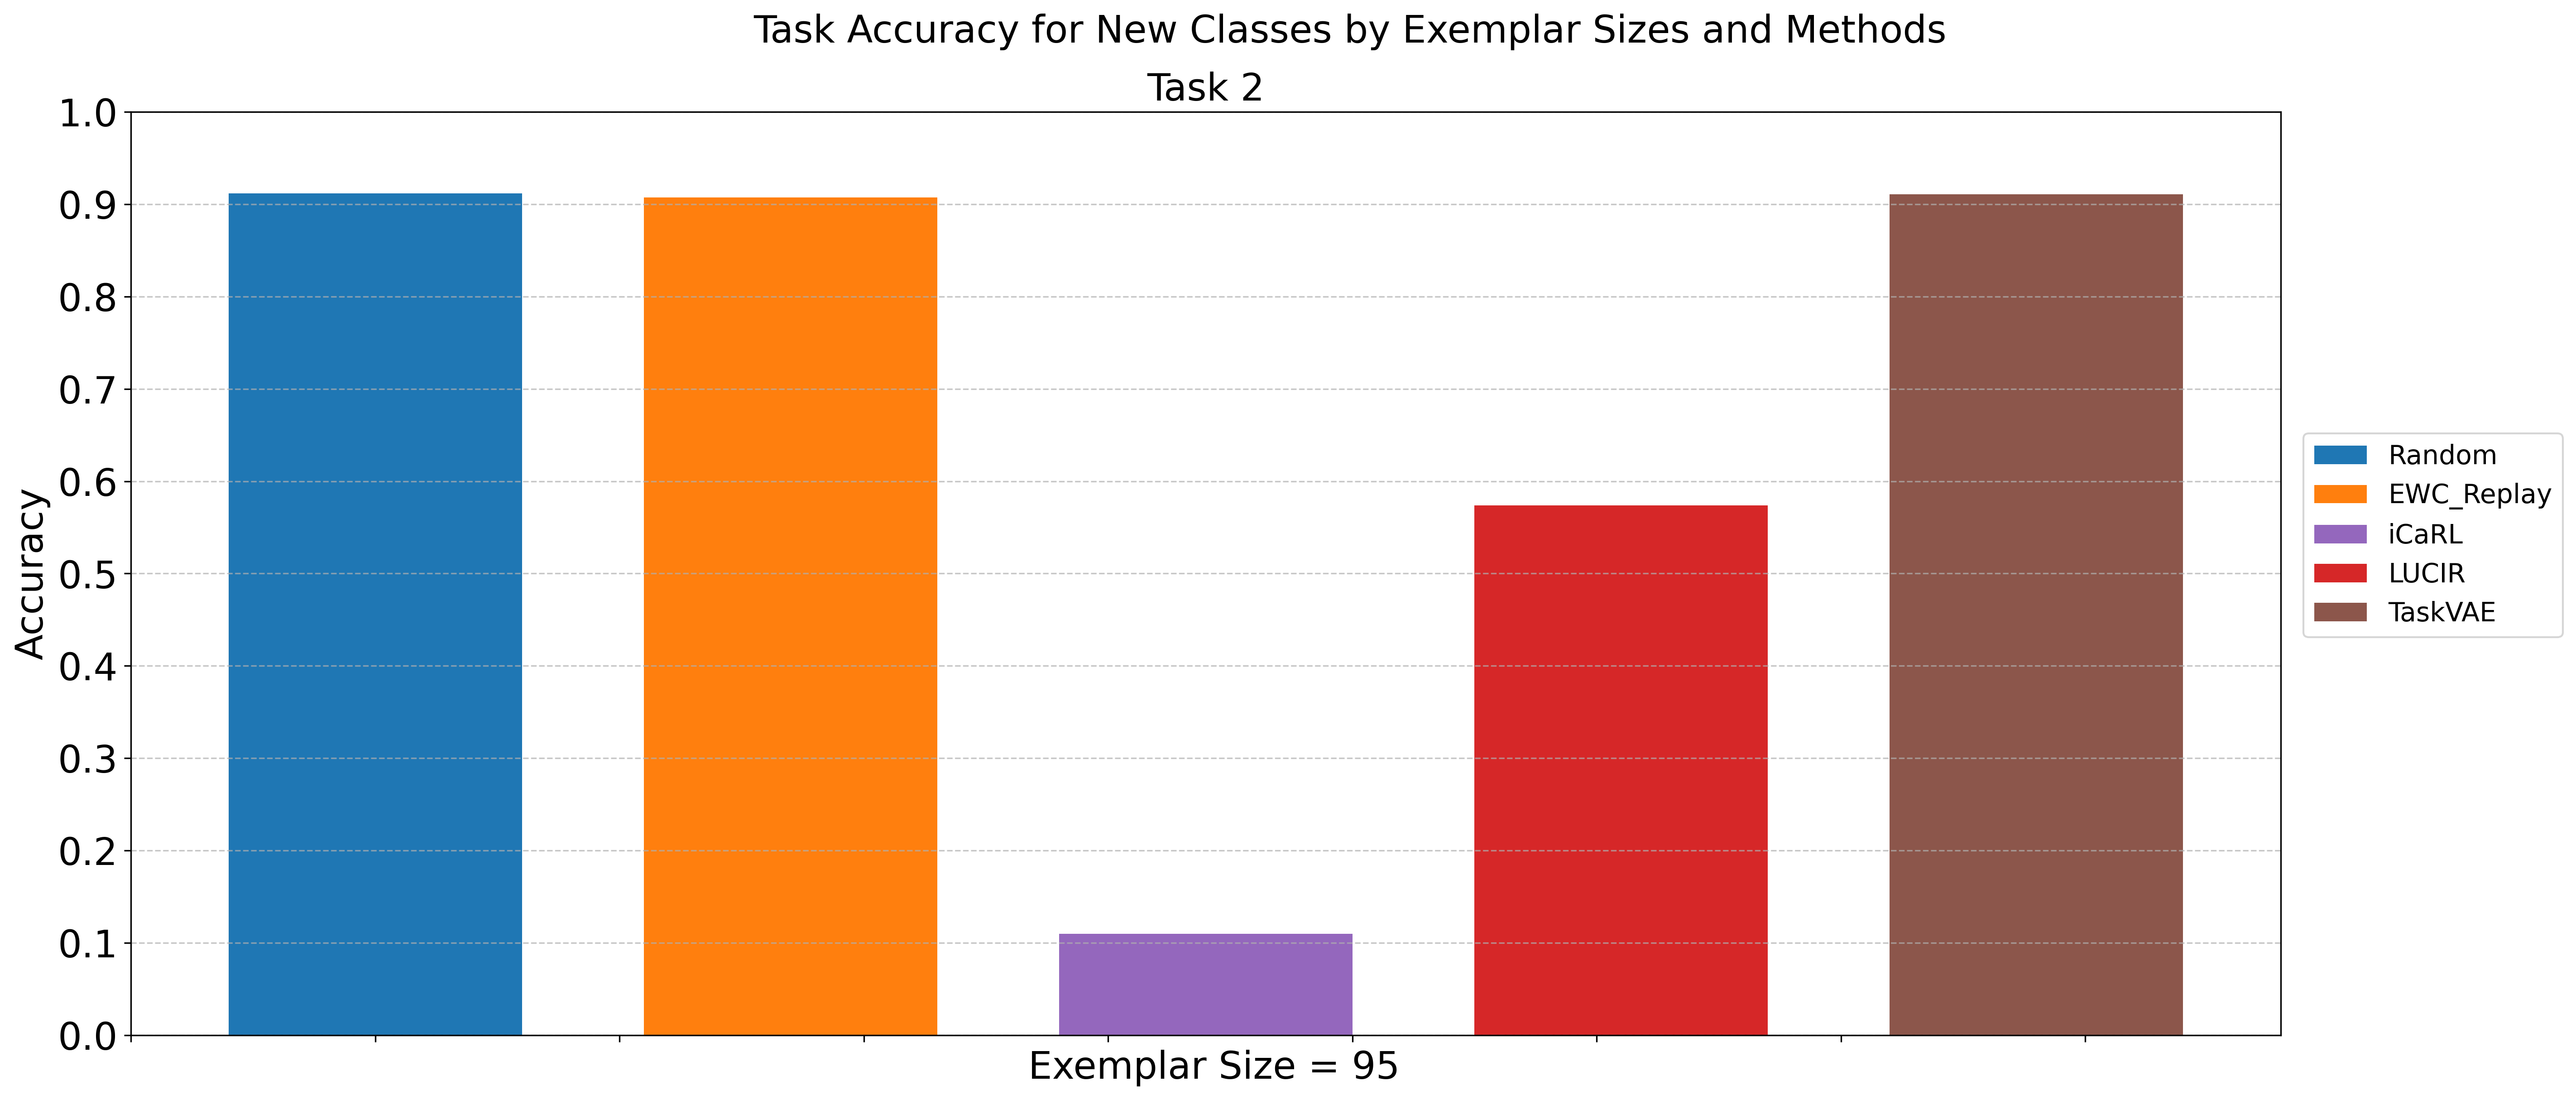 Task Accuracy for New Classes by Exemplar Sizes and Methods
Task 2
1.0
0.9
0.8
0.7
0.6
0.5
0.4
0.3
0.2
0.1
0.0
Accuracy
Exemplar Size = 95
Random
EWC_Replay
iCaRL
LUCIR
TaskVAE